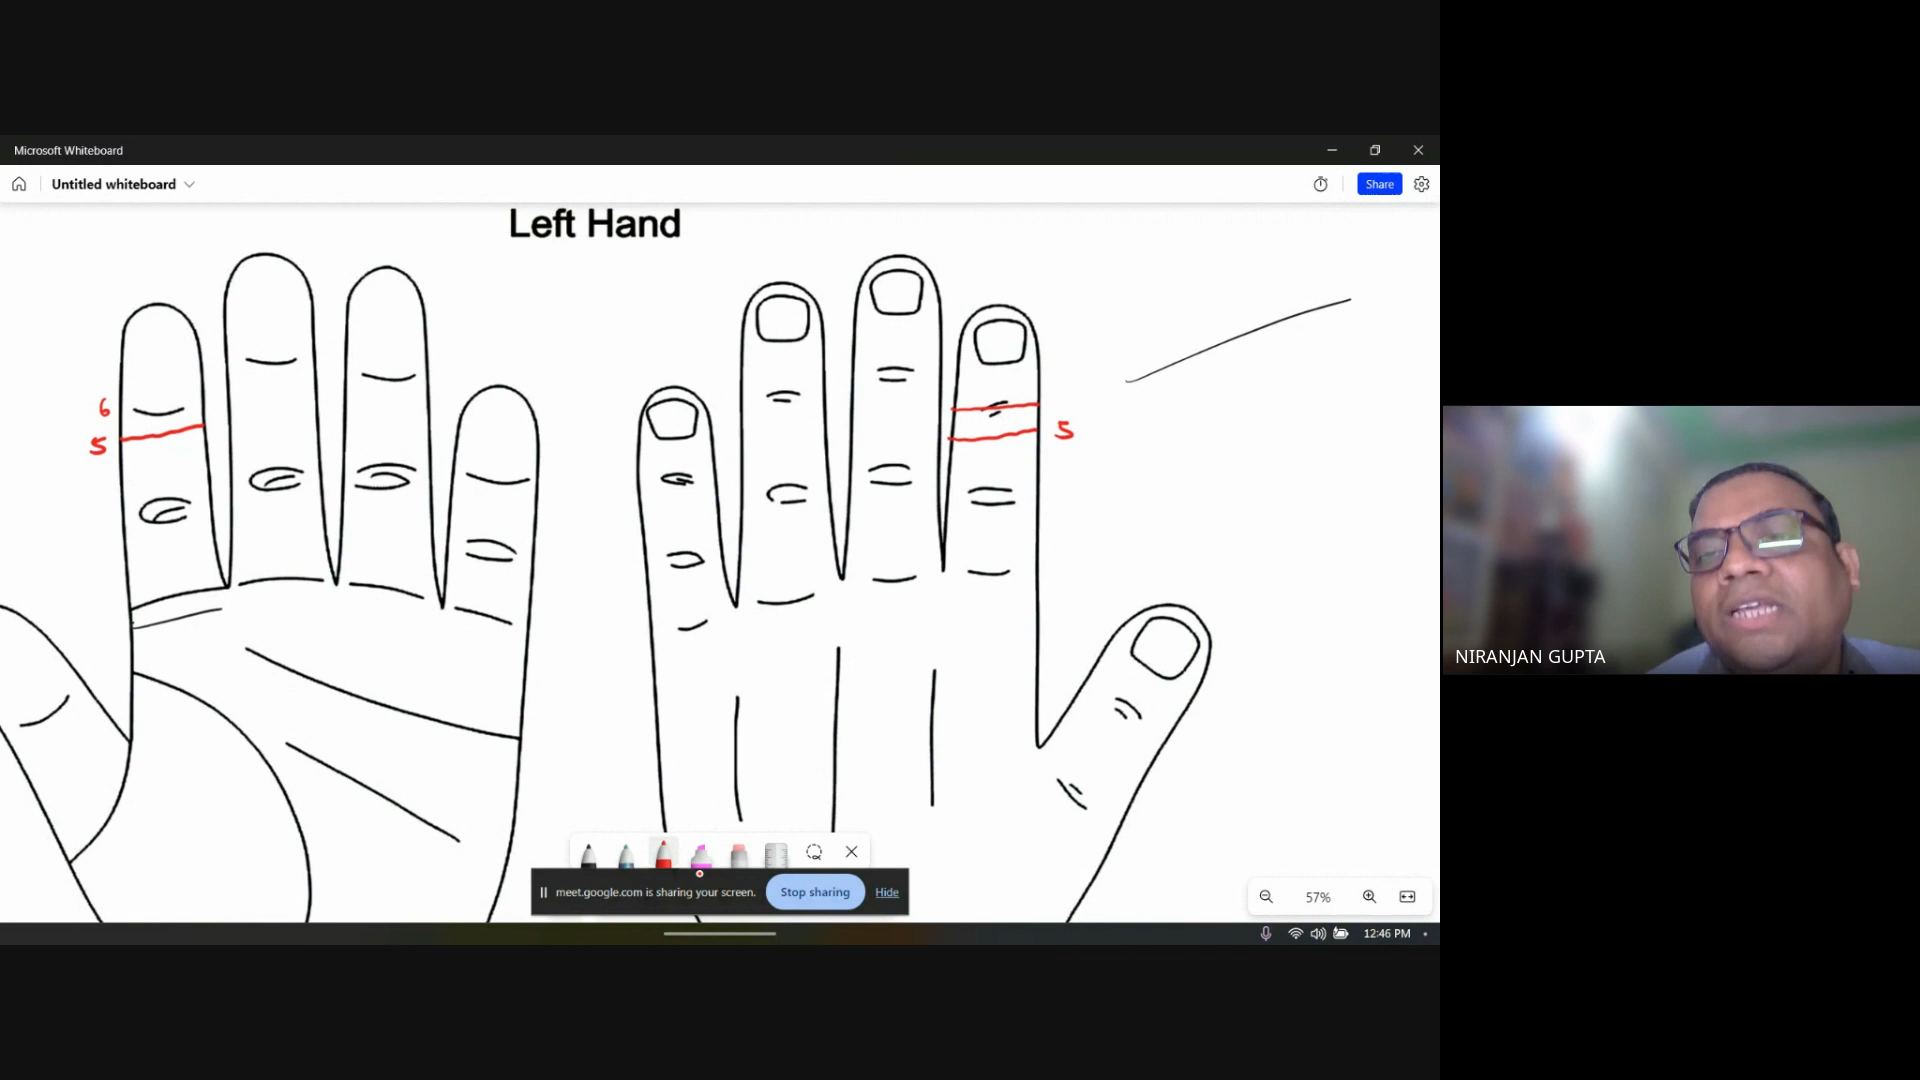 Microsoft Whiteboard
Untitled whiteboard
Share
Left Hand
6
5
5
NIRANJAN GUPTA
meet.google.com is sharing your screen.
Stop sharing
Hide
57%
12:46 PM